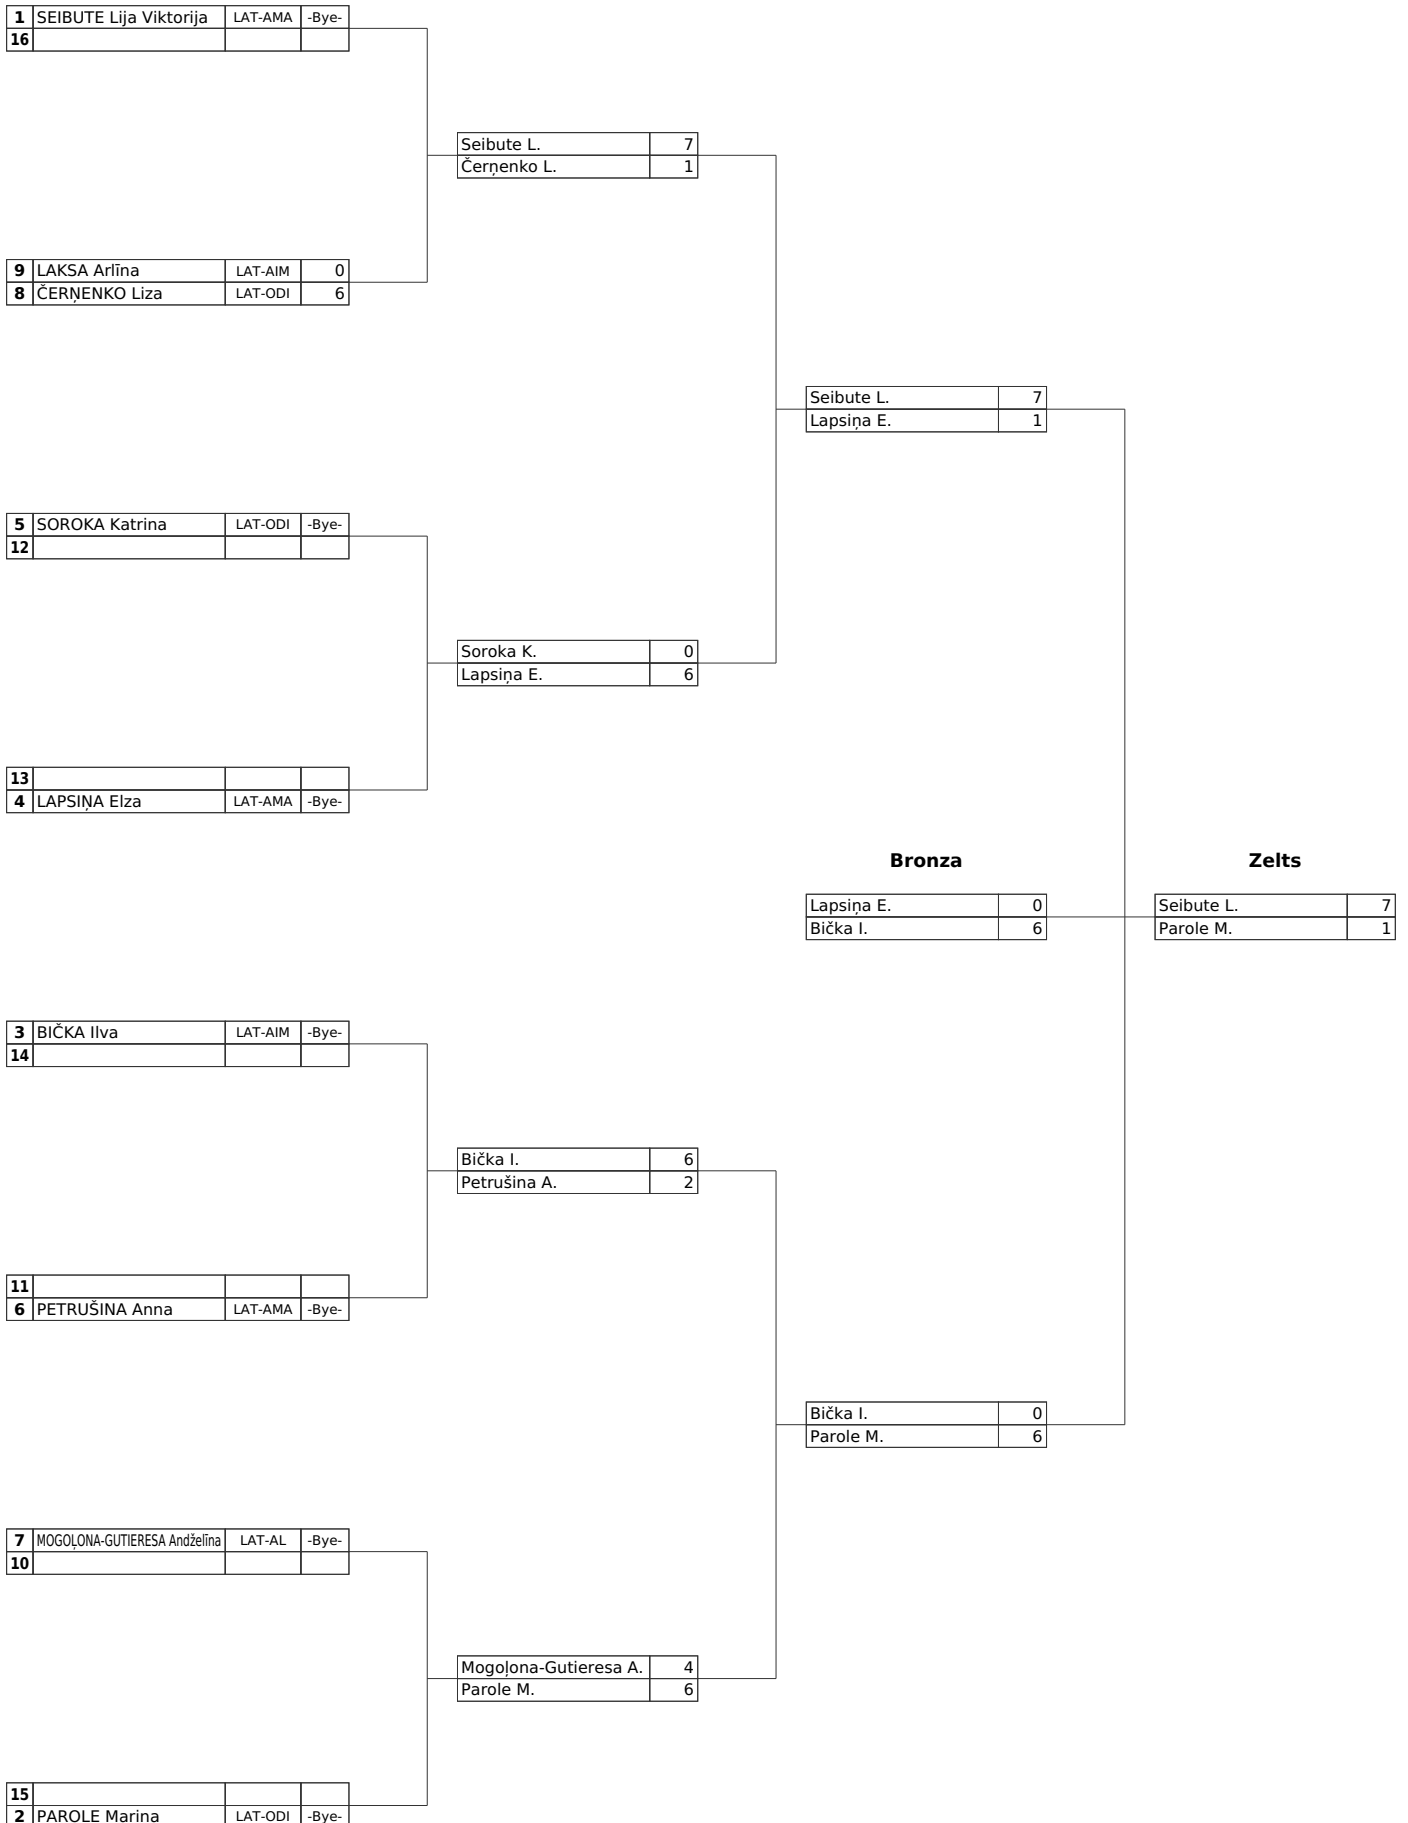 1 SEIBUTE Lija Viktorija LAT-AMA -Bye-
16
Seibute L. 7
Čerņenko L. 1
9 LAKSA Arlīna LAT-AIM 0
8 ČERŅENKO Liza LAT-ODI 6
Seibute L. 7
Lapsiņa E. 1
5 SOROKA Katrina LAT-ODI -Bye-
12
Soroka K. 0
Lapsiņa E. 6
13
4 LAPSIŅA Elza LAT-AMA -Bye-
Bronza Zelts
Lapsiņa E. 0 Seibute L. 7
Bička I. 6 Parole M. 1
3 BIČKA Ilva LAT-AIM -Bye-
14
Bička I. 6
Petrušina A. 2
11
6 PETRUŠINA Anna LAT-AMA -Bye-
Bička I. 0
Parole M. 6
7 MOGOĻONA-GUTIERESA Andželīna LAT-AL -Bye-
10
Mogoļona-Gutieresa A. 4
Parole M. 6
15
2 PAROLE Marina LAT-ODI -Bye-